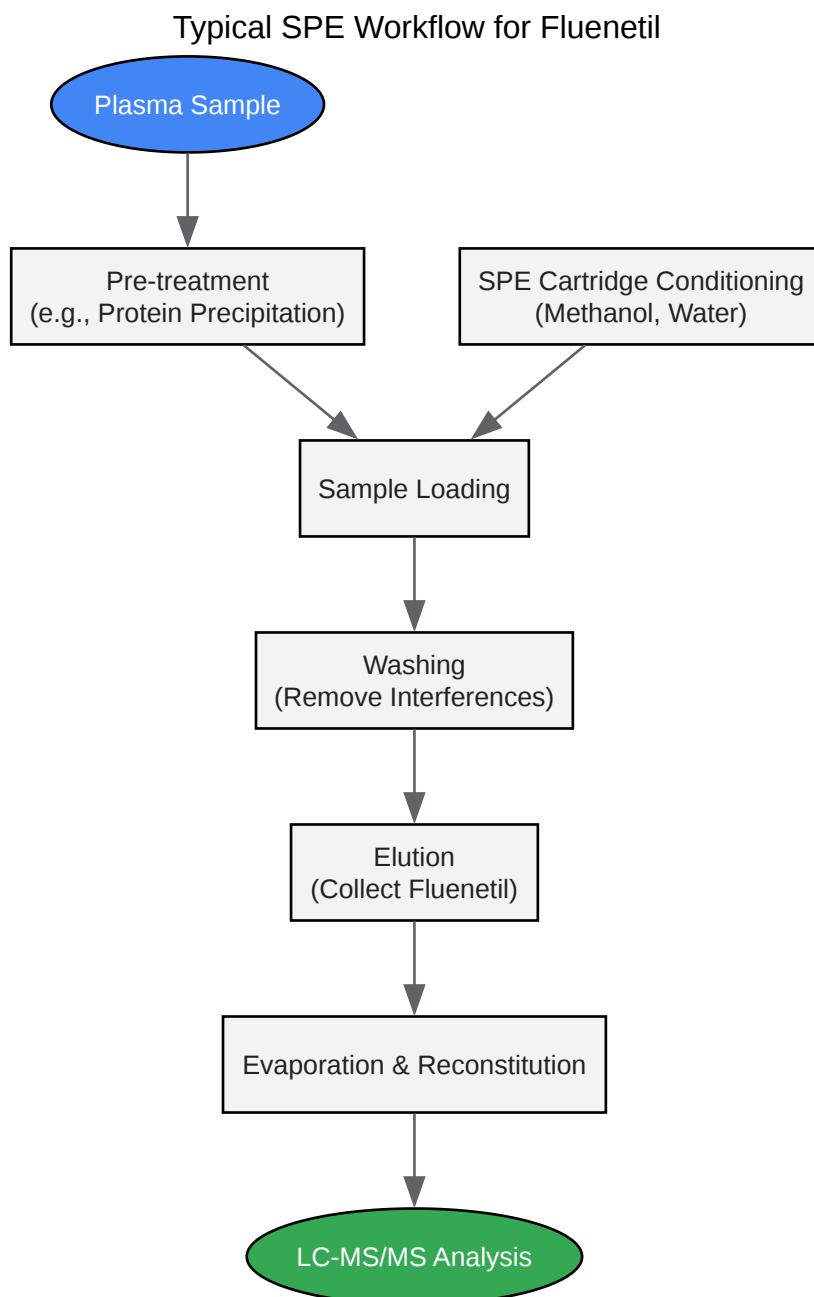 Typical SPE Workflow for Fluenetil
Plasma Sample
Pre-treatment
(e.g., Protein Precipitation)
SPE Cartridge Conditioning
(Methanol, Water)
Sample Loading
Washing
(Remove Interferences)
Elution
(Collect Fluenetil)
Evaporation & Reconstitution
LC-MS/MS Analysis